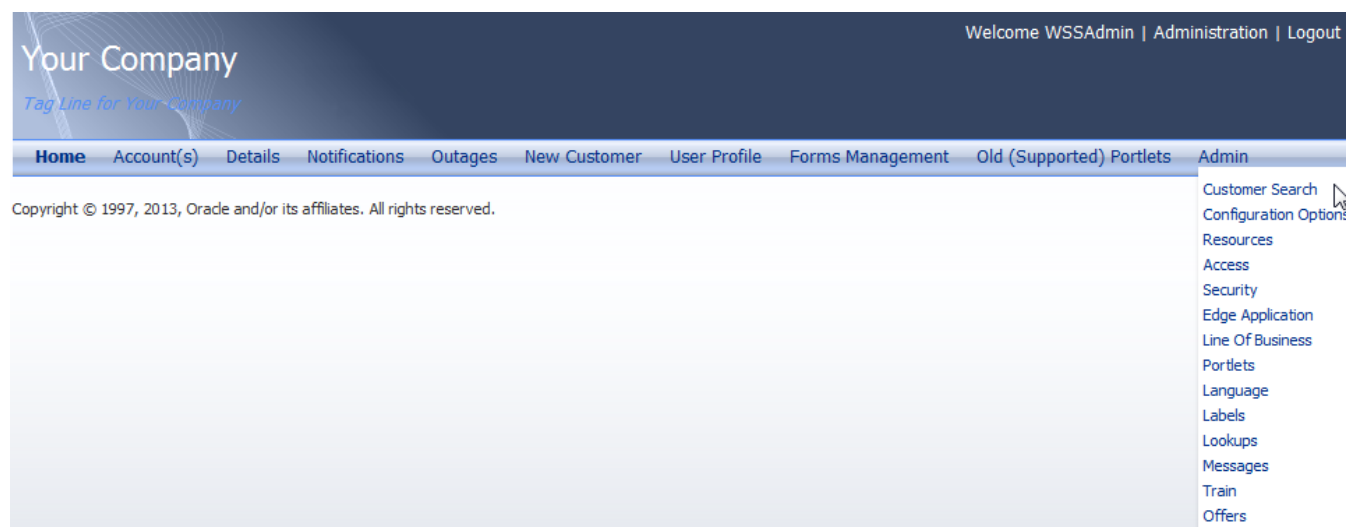 Welcome WSSAdmin | Administration | Logout
Your Company
Tag Line for Your Company
Home Account(s) Details Notifications Outages New Customer User Profile Forms Management Old (Supported) Portlets Admin
Copyright © 1997, 2013, Oracle and/or its affiliates. All rights reserved.
Customer Search
Configuration Options
Resources
Access
Security
Edge Application
Line Of Business
Portlets
Language
Labels
Lookups
Messages
Train
Offers